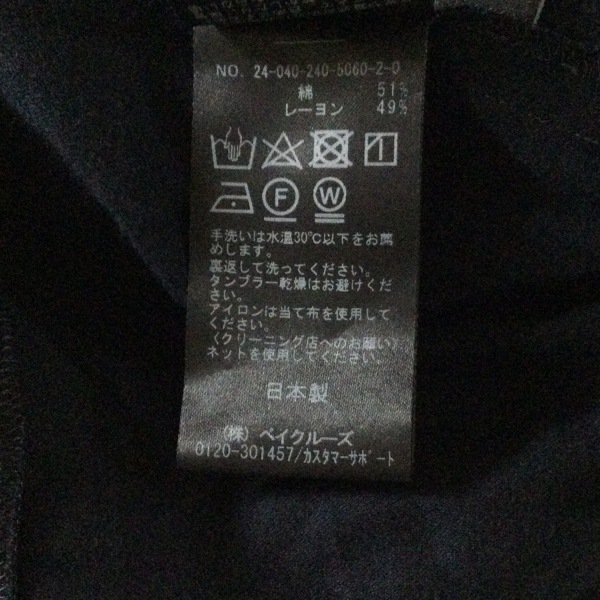 NO. 24-040-240-5060-2-0
綿 51%
レーヨン 49%
F W
手洗いは水温30℃以下をお薦
めします。
裏返して洗ってください。
タンブラー乾燥はお避けくだ
さい。
アイロンは当て布を使用して
ください。
〈クリーニング店へのお願い〉
ネットを使用してください。
日本製
(株) ベイクルーズ
0120-301457/カスタマーサポート